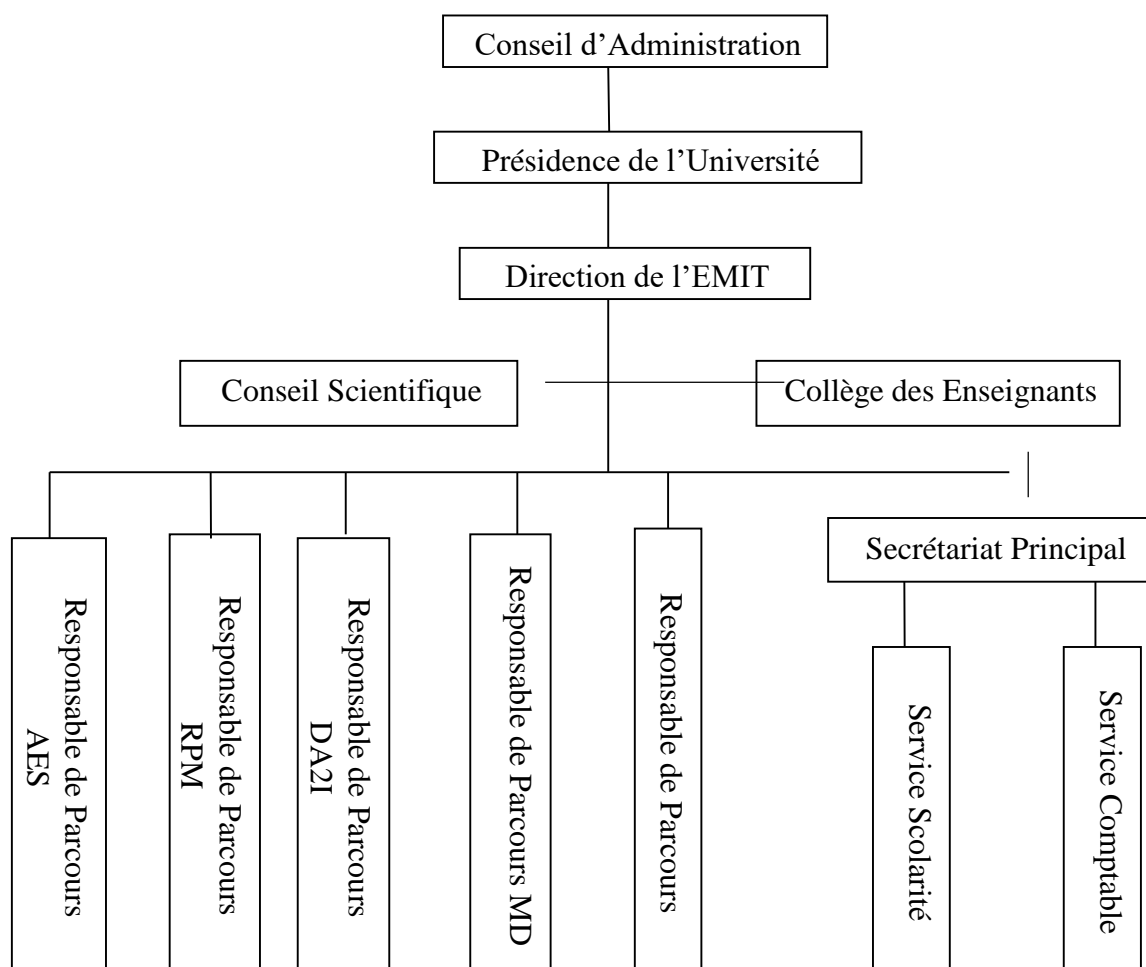 Conseil d’Administration
Présidence de l’Université
Direction de l’EMIT
Conseil Scientifique
Collège des Enseignants
Secrétariat Principal
Responsable de Parcours
AES
Responsable de Parcours
RPM
Responsable de Parcours
DA2I
Responsable de Parcours MD
Responsable de Parcours
Service Scolarité
Service Comptable